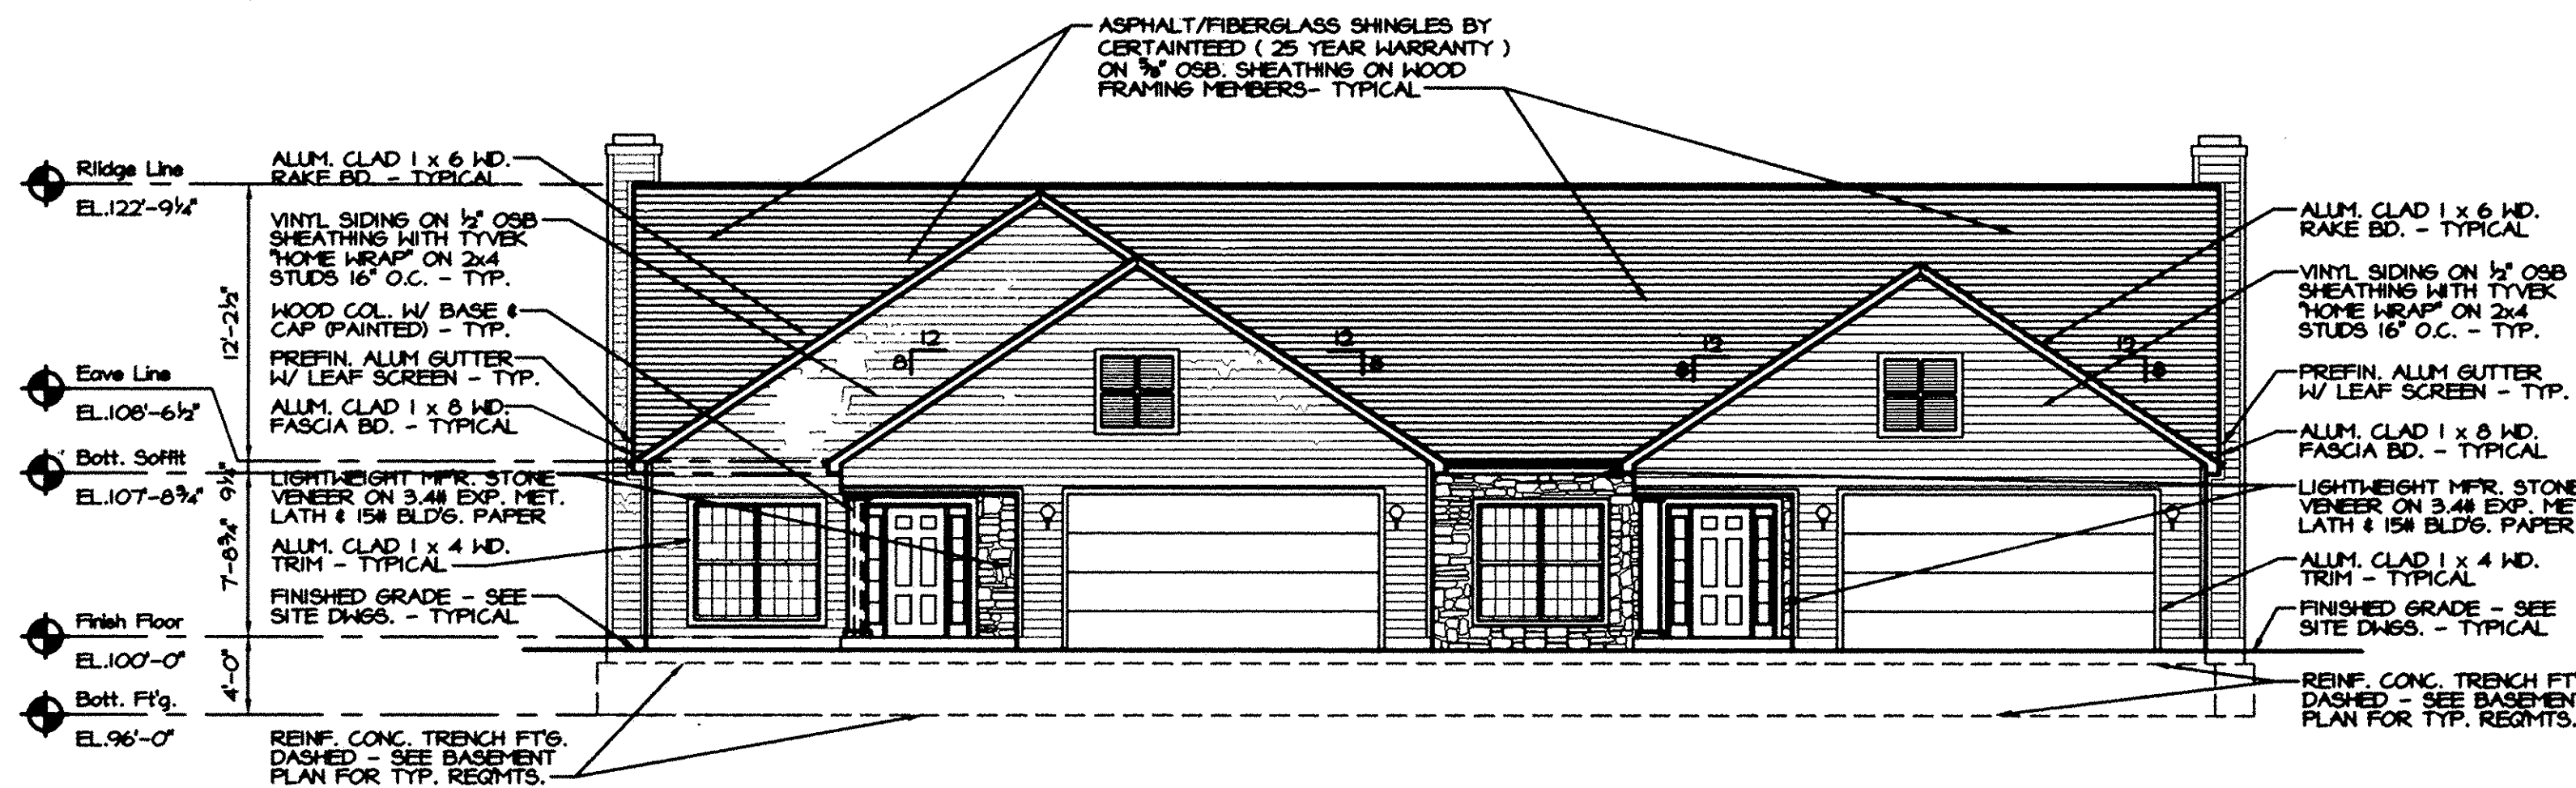 ASPHALT/FIBERGLASS SHINGLES BY
CERTAINTEED ( 25 YEAR WARRANTY )
ON 5/8" OSB. SHEATHING ON WOOD
FRAMING MEMBERS- TYPICAL
Rlidge Line
EL.122'-9¼"
Eave Line
EL.108'-6½"
Bott. Soffit
EL.107'-8¾"
Finish Floor
EL.100'-0"
Bott. Ft'g.
EL.96'-0"
12'-2½"
9¼"
7'-8¾"
4'-0"
ALUM. CLAD 1 x 6 WD.
RAKE BD. - TYPICAL
VINYL SIDING ON ½" OSB
SHEATHING WITH TYVEK
"HOME WRAP" ON 2x4
STUDS 16" O.C. - TYP.
WOOD COL. W/ BASE &
CAP (PAINTED) - TYP.
PREFIN. ALUM GUTTER
W/ LEAF SCREEN - TYP.
ALUM. CLAD 1 x 8 WD.
FASCIA BD. - TYPICAL
LIGHTWEIGHT MF'R. STONE
VENEER ON 3.4# EXP. MET.
LATH & 15# BLD'G. PAPER
ALUM. CLAD 1 x 4 WD.
TRIM - TYPICAL
FINISHED GRADE - SEE
SITE DWGS. - TYPICAL
REINF. CONC. TRENCH FT'G.
DASHED - SEE BASEMENT
PLAN FOR TYP. REQMTS.
12
8
12
8
12
8
12
8
ALUM. CLAD 1 x 6 WD.
RAKE BD. - TYPICAL
VINYL SIDING ON ½" OSB
SHEATHING WITH TYVEK
"HOME WRAP" ON 2x4
STUDS 16" O.C. - TYP.
PREFIN. ALUM GUTTER
W/ LEAF SCREEN - TYP.
ALUM. CLAD 1 x 8 WD.
FASCIA BD. - TYPICAL
LIGHTWEIGHT MF'R. STONE
VENEER ON 3.4# EXP. MET
LATH & 15# BLD'G. PAPER
ALUM. CLAD 1 x 4 WD.
TRIM - TYPICAL
FINISHED GRADE - SEE
SITE DWGS. - TYPICAL
REINF. CONC. TRENCH FT'
DASHED - SEE BASEMENT
PLAN FOR TYP. REQMTS.